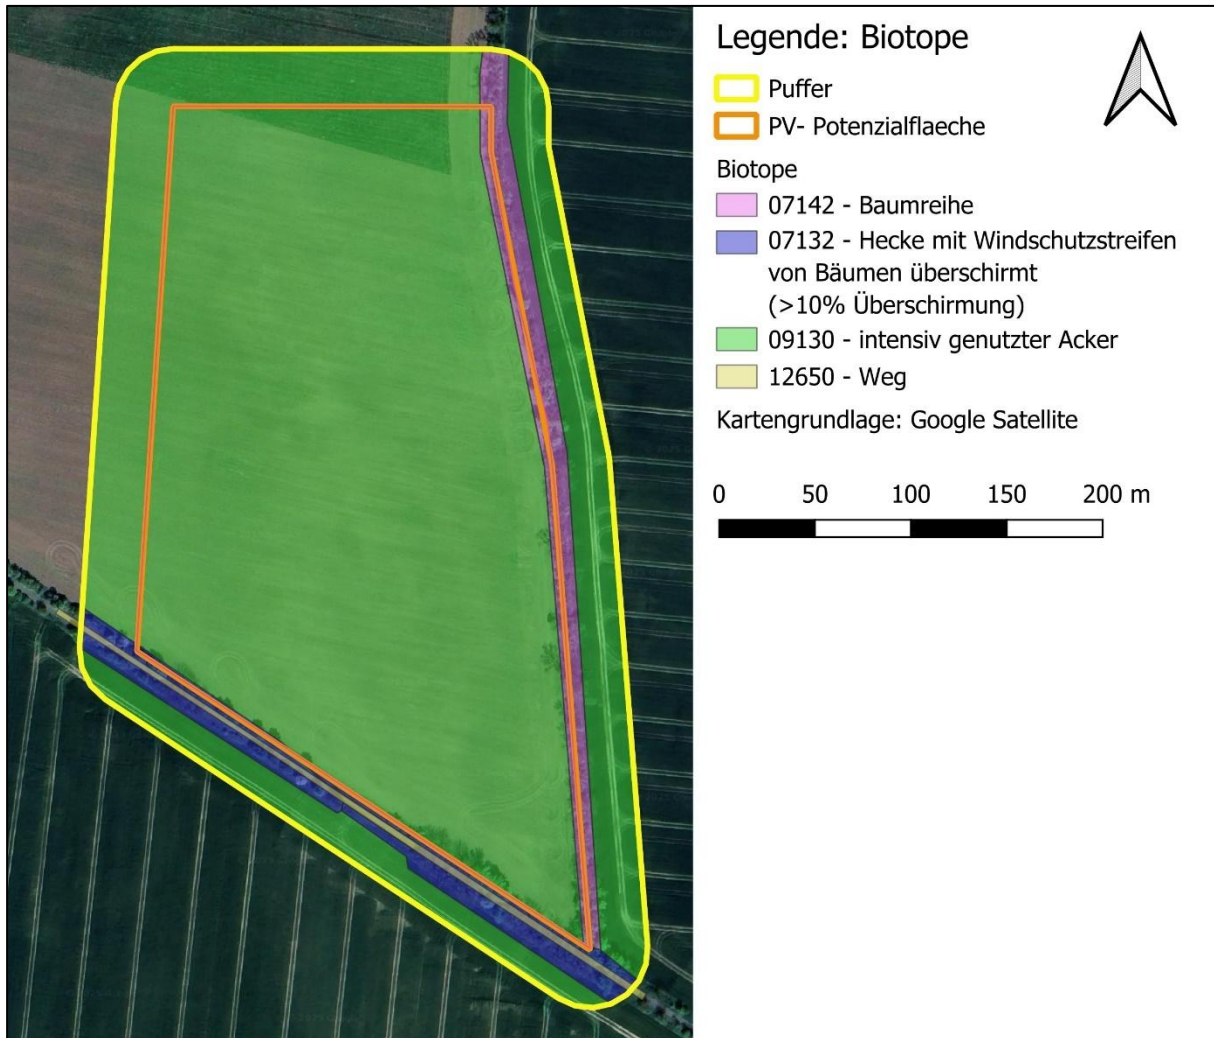 Legende: Biotope
Puffer
PV- Potenzialflaeche
Biotope
07142 - Baumreihe
07132 - Hecke mit Windschutzstreifen
von Bäumen überschirmt
(>10% Überschirmung)
09130 - intensiv genutzter Acker
12650 - Weg
Kartengrundlage: Google Satellite
0 50 100 150 200 m